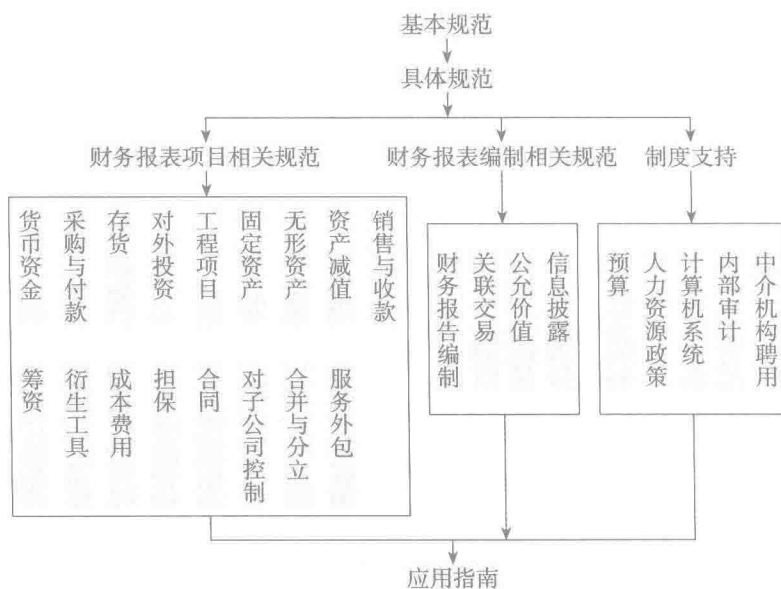 基本规范
具体规范
财务报表项目相关规范
财务报表编制相关规范
制度支持
货币资金
采购与付款
存货
对外投资
工程项目
固定资产
无形资产
资产减值
销售与收款
筹资
衍生工具
成本费用
担保
合同
对子公司控制
合并与分立
服务外包
财务报告编制
关联交易
公允价值
信息披露
预算
人力资源政策
计算机系统
内部审计
中介机构聘用
应用指南